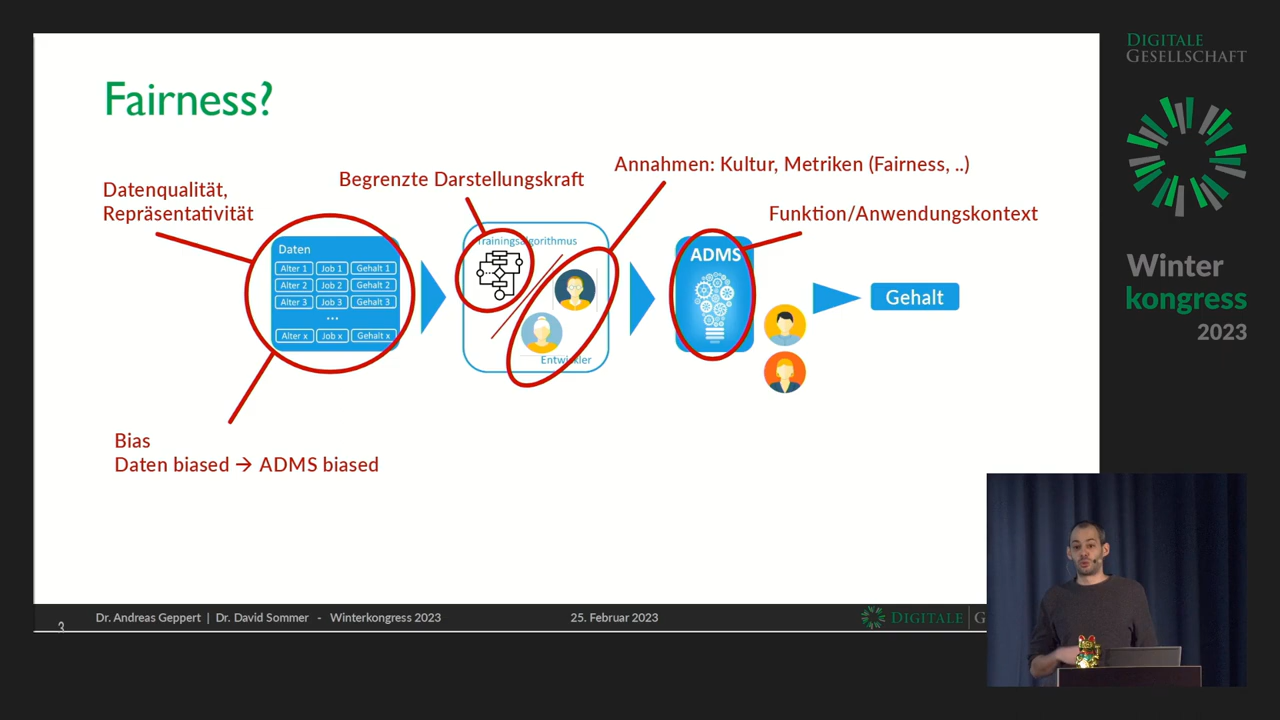 Fairness?
Annahmen: Kultur, Metriken (Fairness, ..)
Begrenzte Darstellungskraft
Datenqualität,
Repräsentativität
Funktion/Anwendungskontext
Daten
Alter 1 Job 1 Gehalt 1
Alter 2 Job 2 Gehalt 2
Alter 3 Job 3 Gehalt 3
...
Alter x Job x Gehalt x
Trainingsalgorithmus
Entwickler
ADMS
Gehalt
Bias
Daten biased → ADMS biased
3
Dr. Andreas Geppert | Dr. David Sommer - Winterkongress 2023
25. Februar 2023
DIGITALE G
DIGITALE
GESELLSCHAFT
Winter
kongress
2023